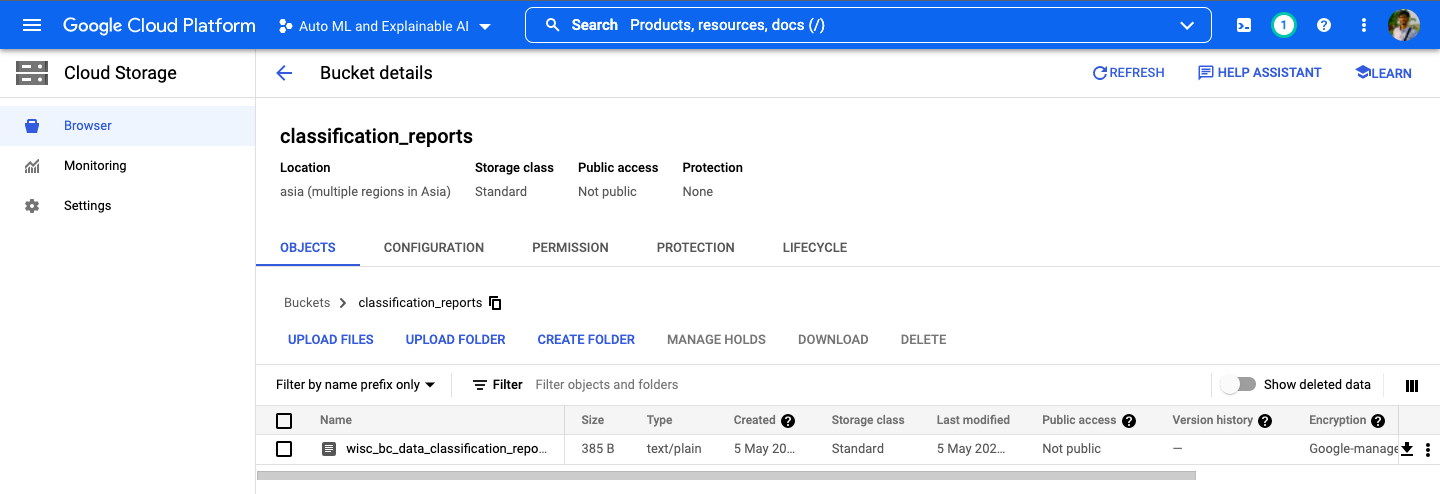 Google Cloud Platform Auto ML and Explainable AI Search Products, resources, docs (/) 1
Cloud Storage
Bucket details REFRESH HELP ASSISTANT LEARN
Browser
Monitoring
Settings
classification_reports
Location Storage class Public access Protection
asia (multiple regions in Asia) Standard Not public None
OBJECTS CONFIGURATION PERMISSION PROTECTION LIFECYCLE
Buckets > classification_reports
UPLOAD FILES UPLOAD FOLDER CREATE FOLDER MANAGE HOLDS DOWNLOAD DELETE
Filter by name prefix only Filter Filter objects and folders Show deleted data
Name Size Type Created Storage class Last modified Public access Version history Encryption
wisc_bc_data_classification_repo… 385 B text/plain 5 May 20… Standard 5 May 202… Not public — Google-manage